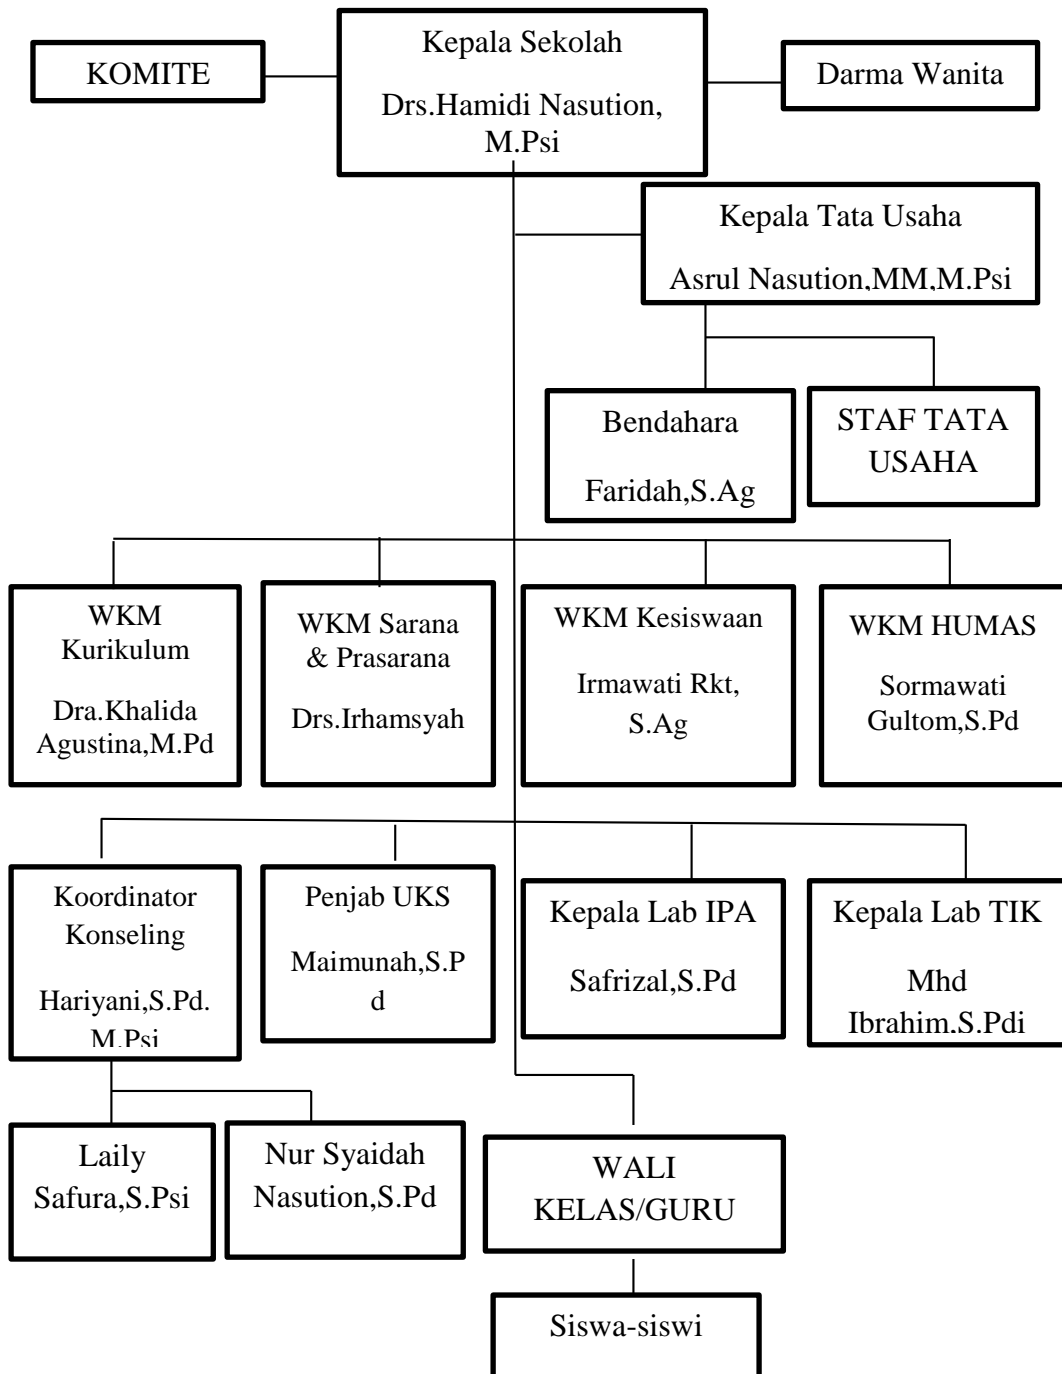 KOMITE
Kepala Sekolah
Drs.Hamidi Nasution,
M.Psi
Darma Wanita
Kepala Tata Usaha
Asrul Nasution,MM,M.Psi
Bendahara
Faridah,S.Ag
STAF TATA
USAHA
WKM
Kurikulum
Dra.Khalida
Agustina,M.Pd
WKM Sarana
& Prasarana
Drs.Irhamsyah
WKM Kesiswaan
Irmawati Rkt,
S.Ag
WKM HUMAS
Sormawati
Gultom,S.Pd
Koordinator
Konseling
Hariyani,S.Pd.
M.Psi
Penjab UKS
Maimunah,S.P
d
Kepala Lab IPA
Safrizal,S.Pd
Kepala Lab TIK
Mhd
Ibrahim.S.Pdi
Laily
Safura,S.Psi
Nur Syaidah
Nasution,S.Pd
WALI
KELAS/GURU
Siswa-siswi